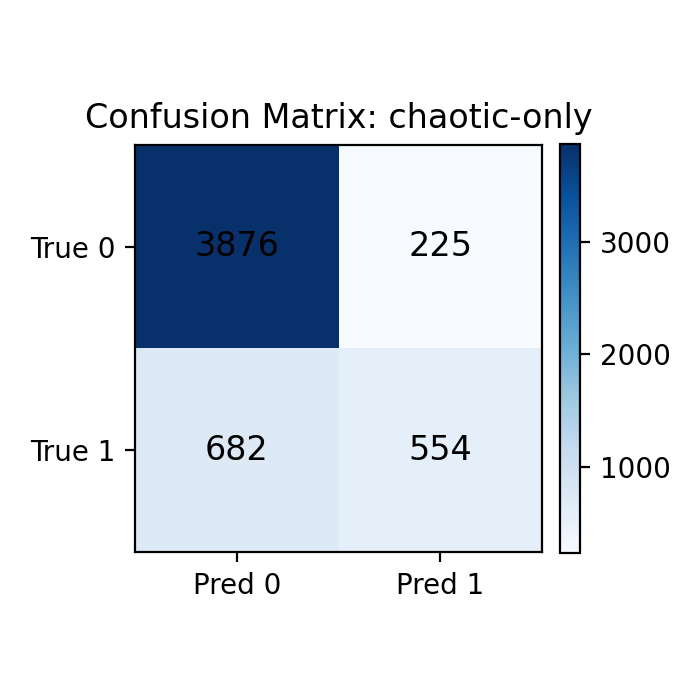 Confusion Matrix: chaotic-only
True 0 3876 225 3000
2000
True 1 682 554 1000
Pred 0 Pred 1